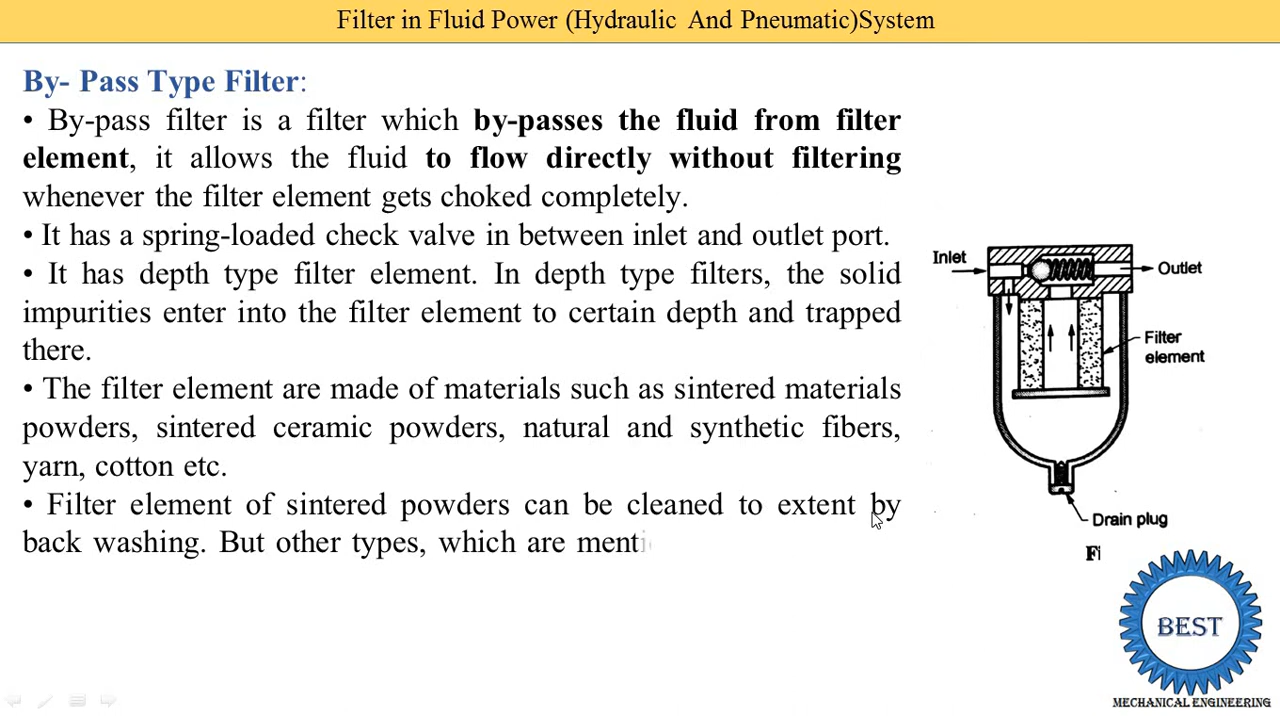 Filter in Fluid Power (Hydraulic And Pneumatic)System
By- Pass Type Filter:
• By-pass filter is a filter which by-passes the fluid from filter
element, it allows the fluid to flow directly without filtering
whenever the filter element gets choked completely.
• It has a spring-loaded check valve in between inlet and outlet port.
• It has depth type filter element. In depth type filters, the solid
impurities enter into the filter element to certain depth and trapped
there.
• The filter element are made of materials such as sintered materials
powders, sintered ceramic powders, natural and synthetic fibers,
yarn, cotton etc.
• Filter element of sintered powders can be cleaned to extent by
back washing. But other types, which are
Inlet
Outlet
Filter
element
Drain plug
BEST
MECHANICAL ENGINEERING